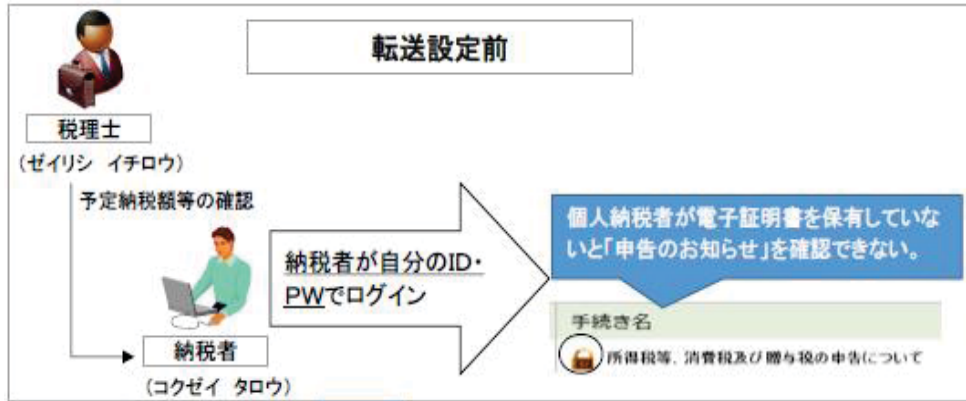 転送設定前
税理士
（ゼイリシ　イチロウ）
予定納税額等の確認
納税者
（コクゼイ　タロウ）
納税者が自分のID・
PWでログイン
個人納税者が電子証明書を保有していな
いと「申告のお知らせ」を確認できない。
手続き名
所得税等、消費税及び贈与税の申告について